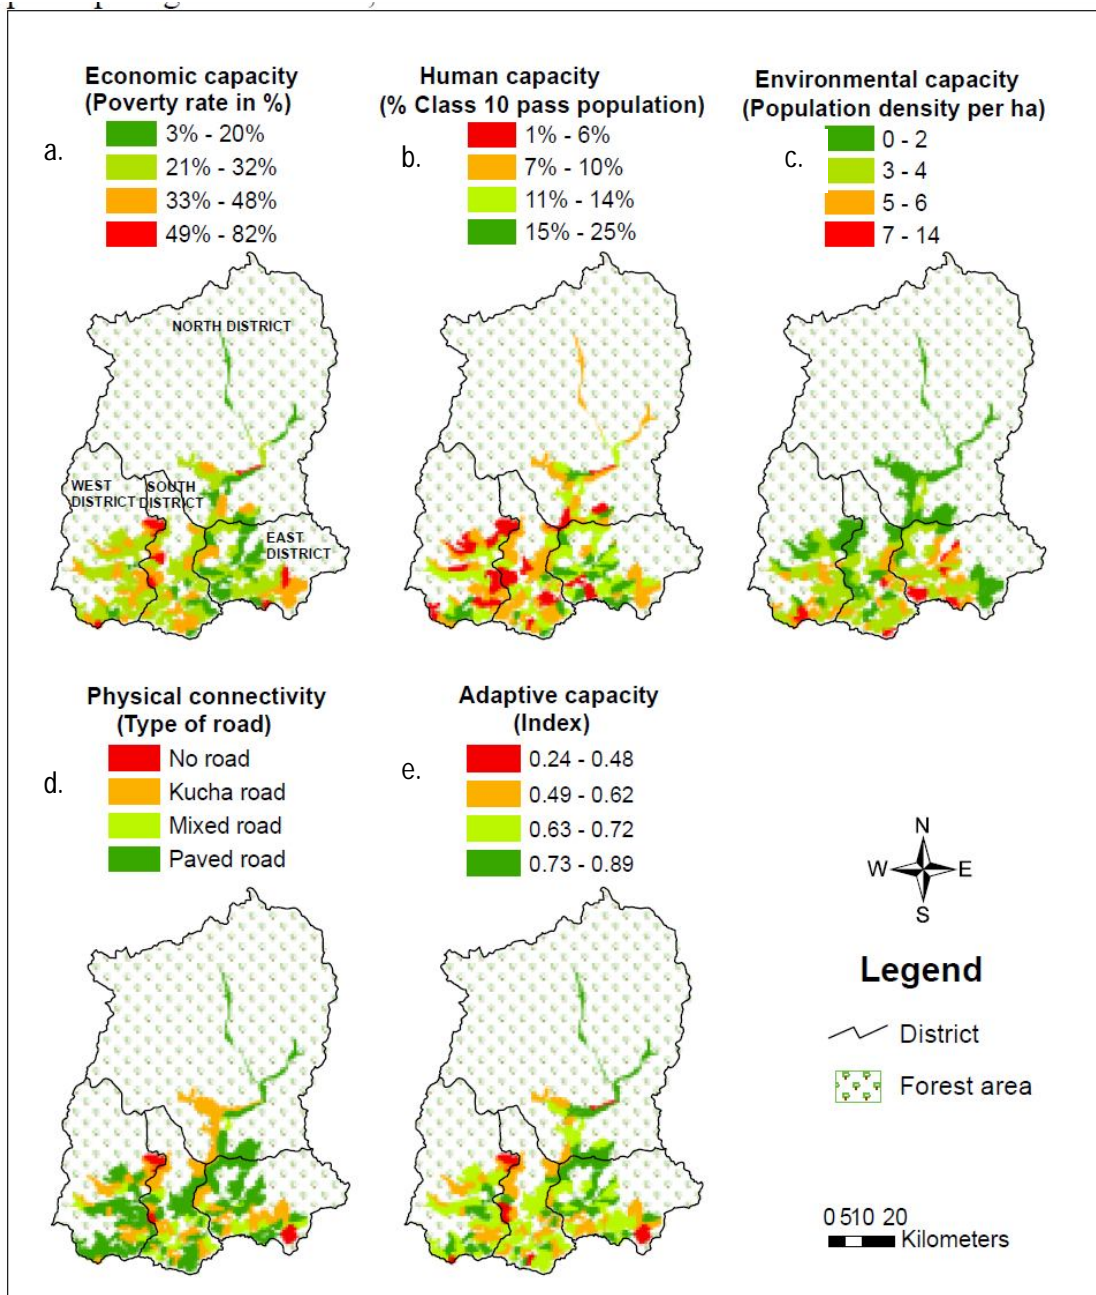 Economic capacity
(Poverty rate in %)
a.
3% - 20%
21% - 32%
33% - 48%
49% - 82%
Human capacity
(% Class 10 pass population)
b.
1% - 6%
7% - 10%
11% - 14%
15% - 25%
Environmental capacity
(Population density per ha)
c.
0 - 2
3 - 4
5 - 6
7 - 14
NORTH DISTRICT
WEST
DISTRICT
SOUTH
DISTRICT
EAST
DISTRICT
Physical connectivity
(Type of road)
d.
No road
Kucha road
Mixed road
Paved road
Adaptive capacity
(Index)
e.
0.24 - 0.48
0.49 - 0.62
0.63 - 0.72
0.73 - 0.89
N
W E
S
Legend
District
Forest area
0 510 20
Kilometers